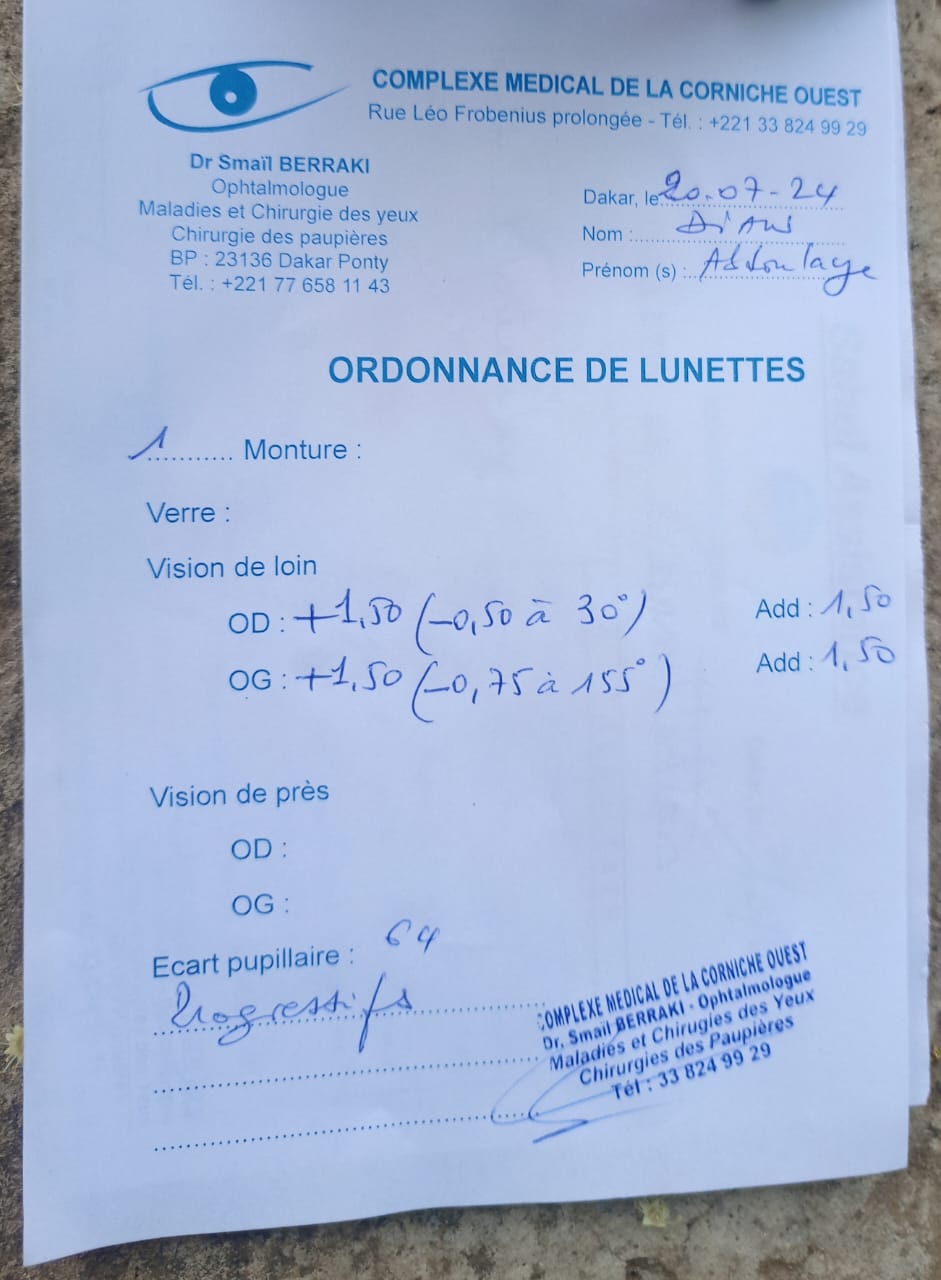 COMPLEXE MEDICAL DE LA CORNICHE OUEST
Rue Léo Frobenius prolongée - Tél. : +221 33 824 99 29
Dr Smaïl BERRAKI
Ophtalmologue
Maladies et Chirurgie des yeux
Chirurgie des paupières
BP : 23136 Dakar Ponty
Tél. : +221 77 658 11 43
Dakar, le 20.07-24
Nom :
Prénom (s) : Abdoulaye
ORDONNANCE DE LUNETTES
1 Monture :
Verre :
Vision de loin
OD : +1,50 (-0,50 à 30°) Add : 1,50
OG : +1,50 (-0,75 à 155°) Add : 1,50
Vision de près
OD :
OG :
Ecart pupillaire : 64
Progressifs
COMPLEXE MEDICAL DE LA CORNICHE OUEST
Dr. Smaïl BERRAKI - Ophtalmologue
Maladies et Chirugies des Yeux
Chirurgies des Paupières
Tél : 33 824 99 29